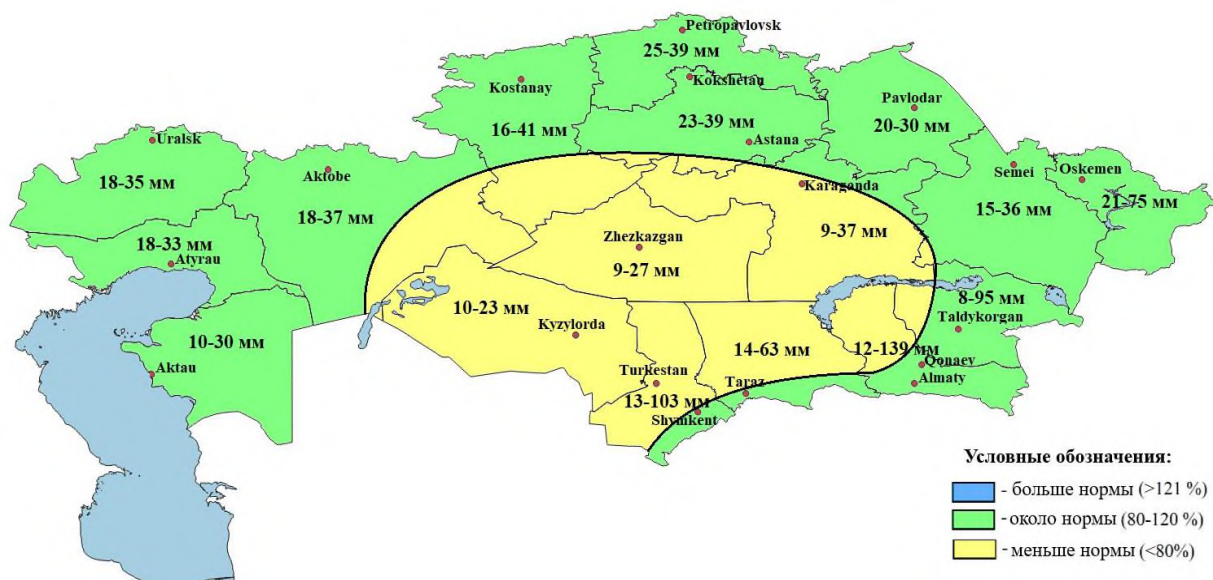 Petropavlovsk
25-39 мм
Kokshetan
Kostanay
16-41 мм
23-39 мм
Astana
Pavlodar
20-30 мм
Uralsk
18-35 мм
Aktobe
18-37 мм
Semei
Oskemen
15-36 мм
21-75 мм
Karaganda
9-37 мм
Zhezkazgan
9-27 мм
18-33 мм
Atyrau
10-30 мм
Aktau
10-23 мм
Kyzylorda
8-95 мм
Taldykorgan
14-63 мм
12-139 мм
Qonaev
Almaty
Turkestan
13-103 мм
Taraz
Shymkent
Условные обозначения:
- больше нормы (>121 %)
- около нормы (80-120 %)
- меньше нормы (<80%)